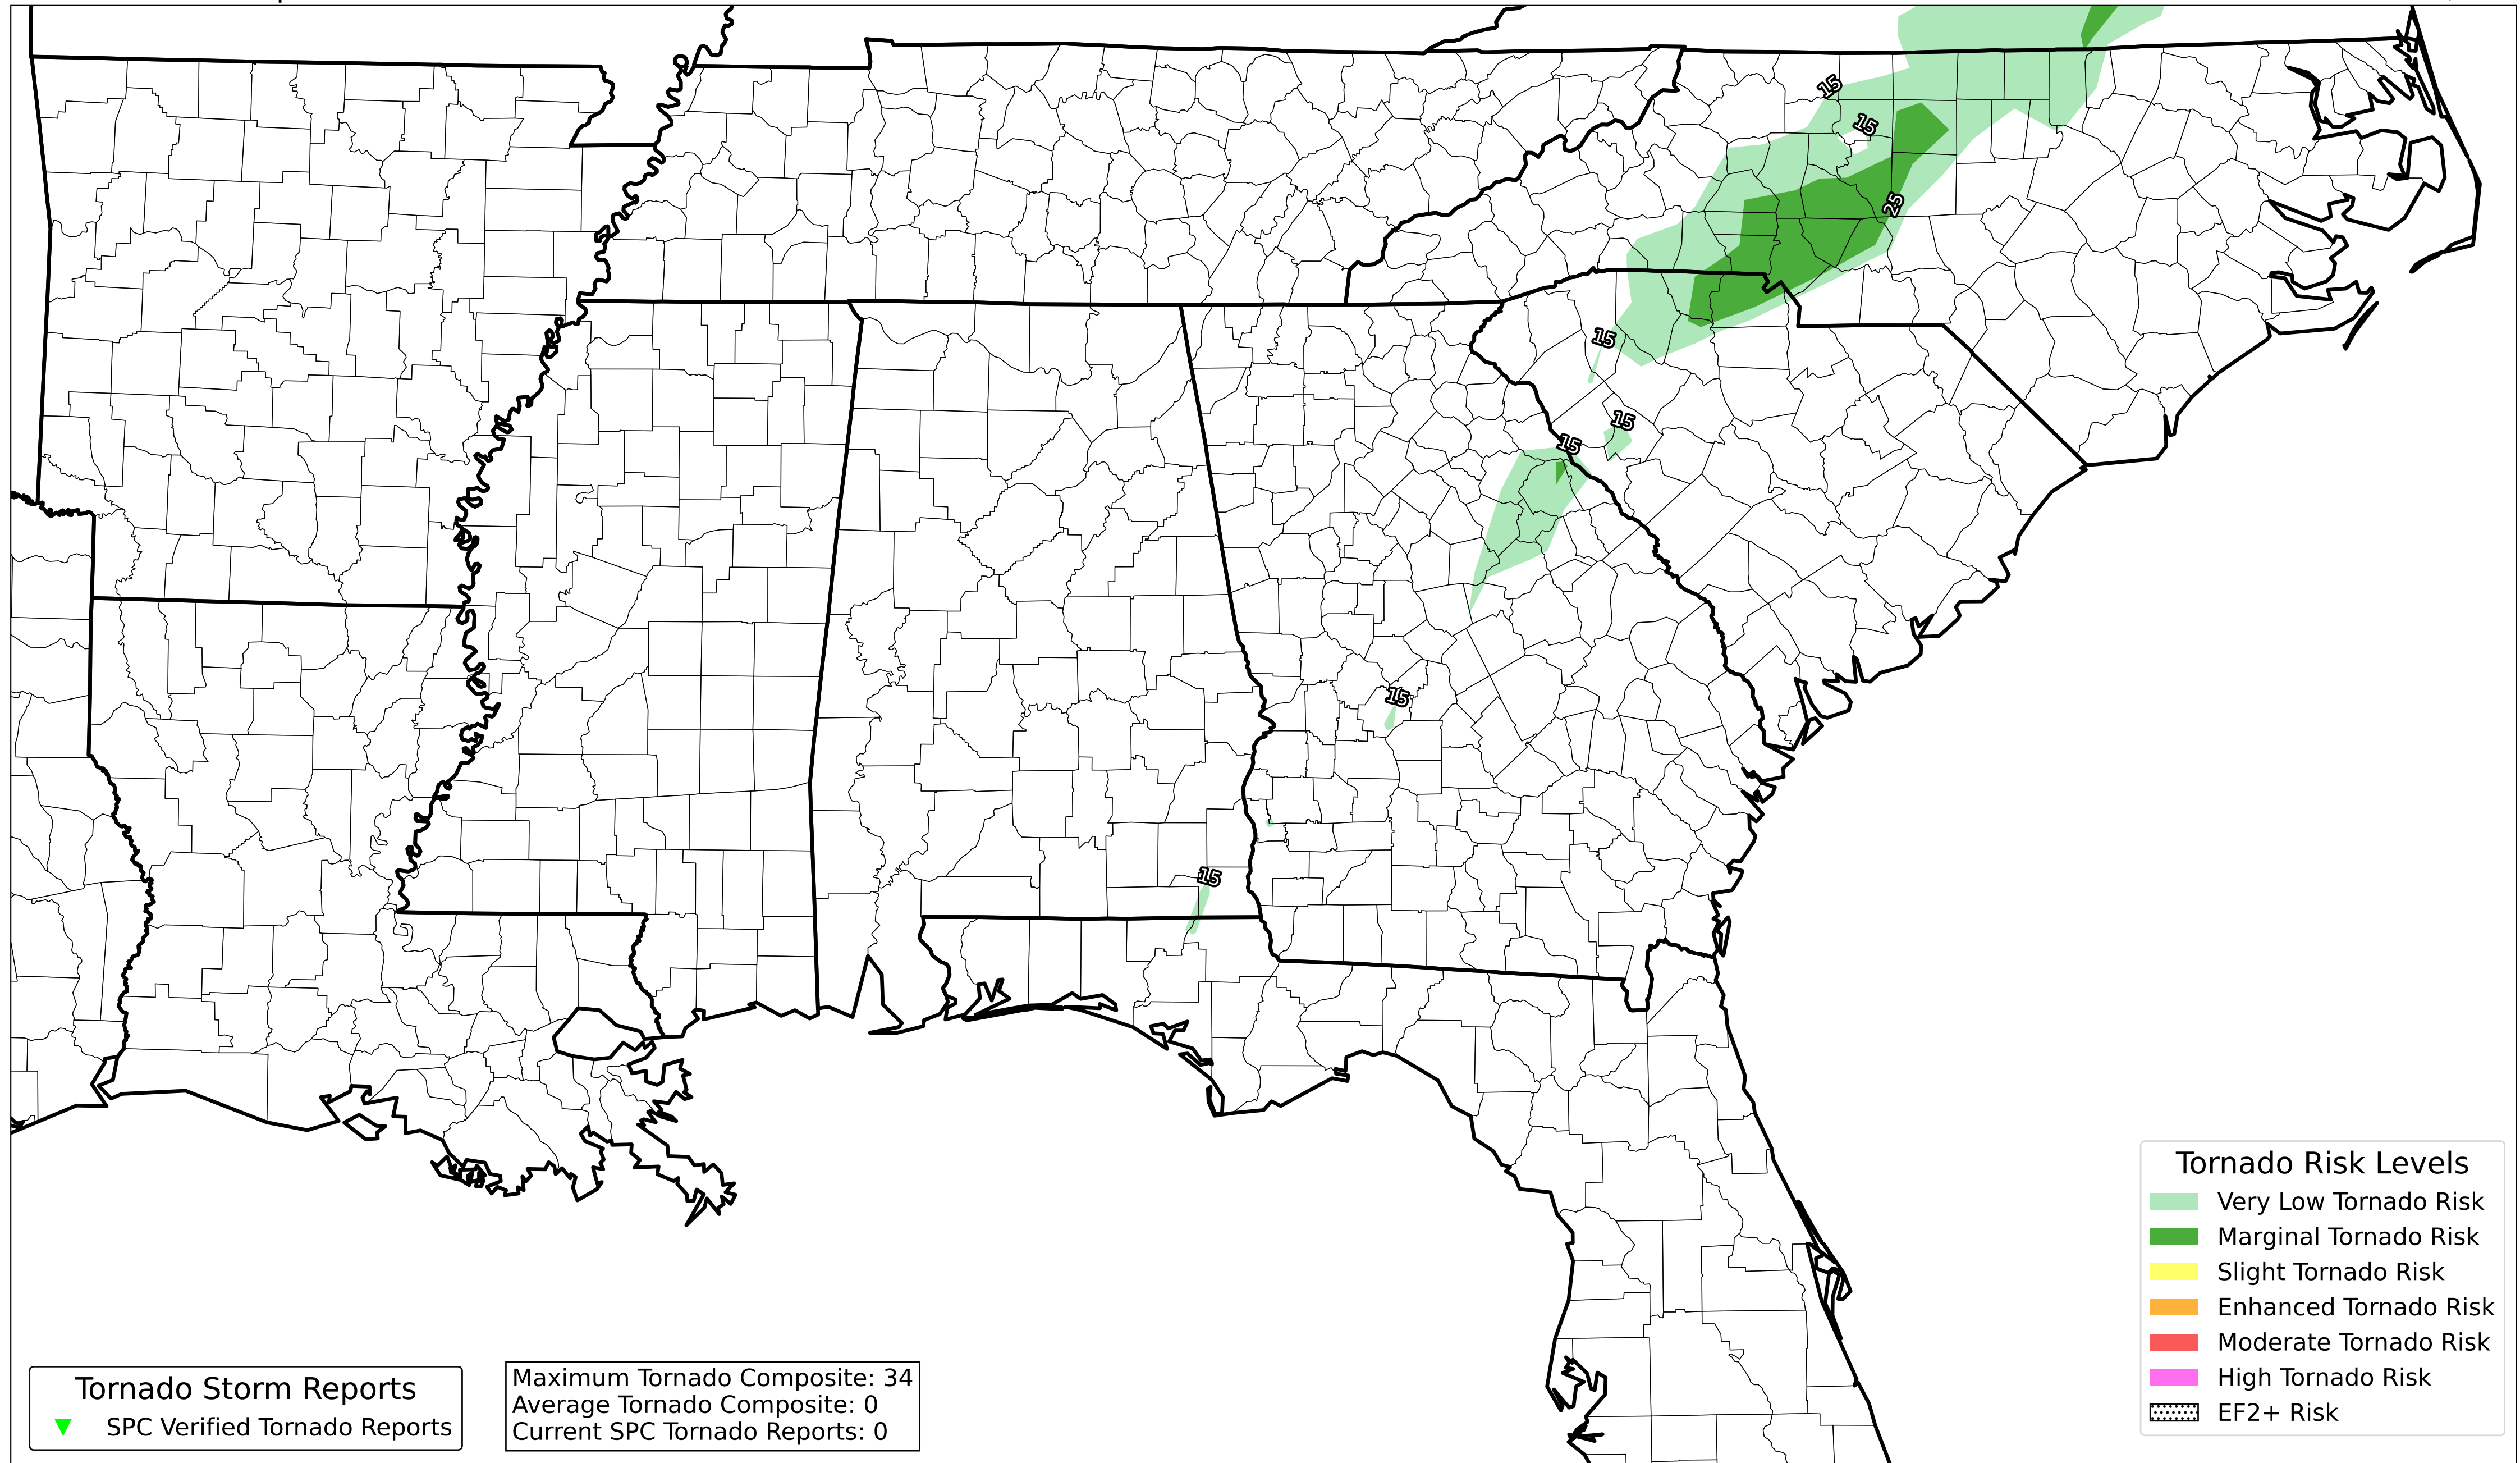 15
15
25
15
15
15
15
15
Tornado Risk Levels
Very Low Tornado Risk
Marginal Tornado Risk
Slight Tornado Risk
Enhanced Tornado Risk
Moderate Tornado Risk
High Tornado Risk
EF2+ Risk
Tornado Storm Reports
SPC Verified Tornado Reports
Maximum Tornado Composite: 34
Average Tornado Composite: 0
Current SPC Tornado Reports: 0